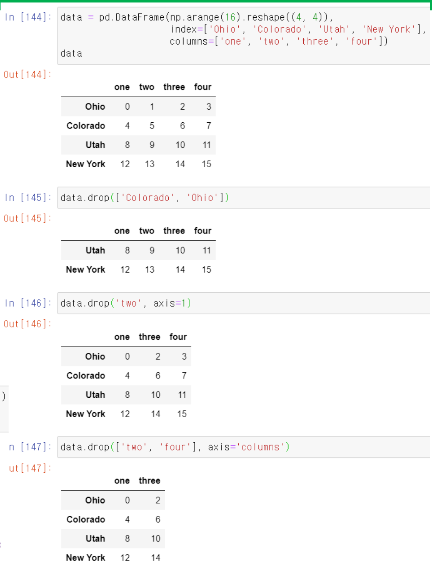 In [144]: data = pd.DataFrame(np.arange(16).reshape((4, 4)),
index=['Ohio', 'Colorado', 'Utah', 'New York'],
columns=['one', 'two', 'three', 'four'])
data
Out[144]:
one two three four
Ohio 0 1 2 3
Colorado 4 5 6 7
Utah 8 9 10 11
New York 12 13 14 15
In [145]: data.drop(['Colorado', 'Ohio'])
Out[145]:
one two three four
Utah 8 9 10 11
New York 12 13 14 15
In [146]: data.drop('two', axis=1)
Out[146]:
one three four
Ohio 0 2 3
Colorado 4 6 7
Utah 8 10 11
New York 12 14 15
)
n [147]: data.drop(['two', 'four'], axis='columns')
ut[147]:
one three
Ohio 0 2
Colorado 4 6
Utah 8 10
New York 12 14